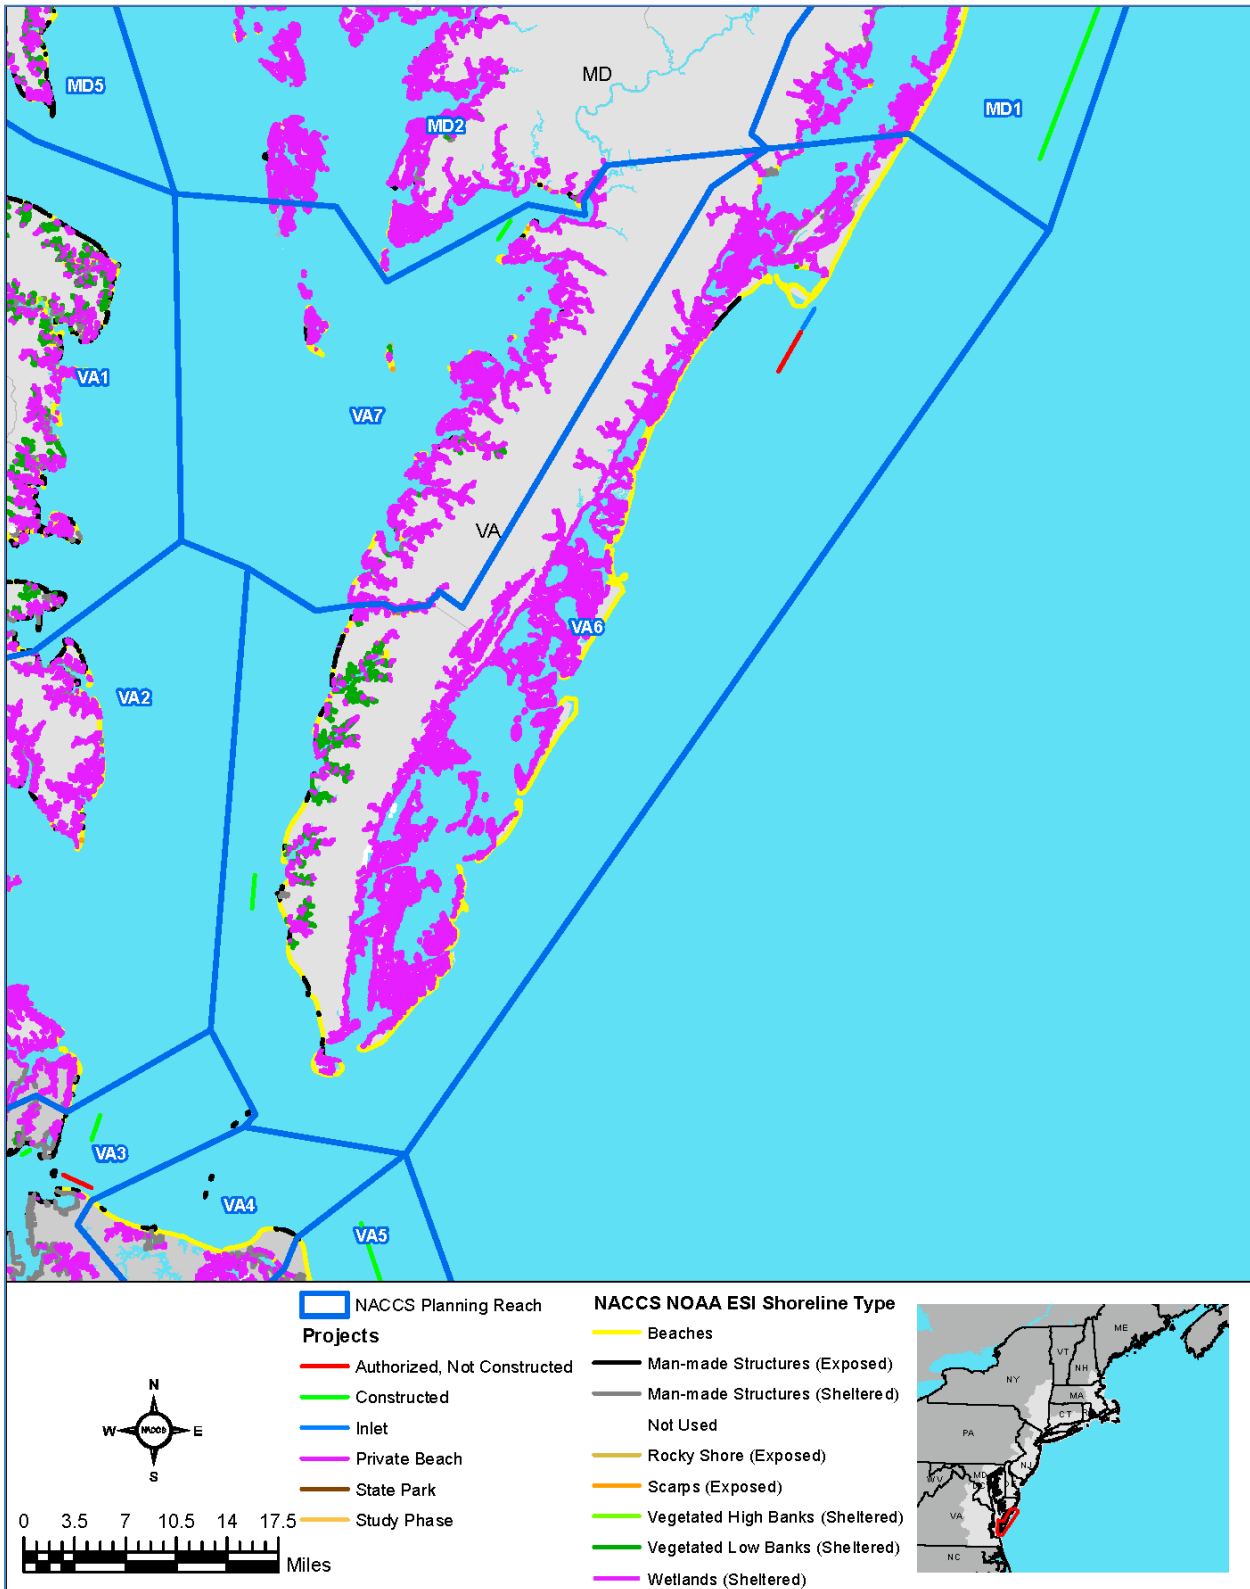 MD
MD5
MD2
MD1
VA1
VA7
VA
VA6
VA2
VA3
VA4
VA5
NACCS Planning Reach
Projects
Authorized, Not Constructed
Constructed
Inlet
Private Beach
State Park
Study Phase
NACCS NOAA ESI Shoreline Type
Beaches
Man-made Structures (Exposed)
Man-made Structures (Sheltered)
Not Used
Rocky Shore (Exposed)
Scarps (Exposed)
Vegetated High Banks (Sheltered)
Vegetated Low Banks (Sheltered)
Wetlands (Sheltered)
N
W
NACCS
E
S
0 3.5 7 10.5 14 17.5
Miles
ME
VT
NH
NY
MA
CT
PA
NJ
MD
WV
VA
NC